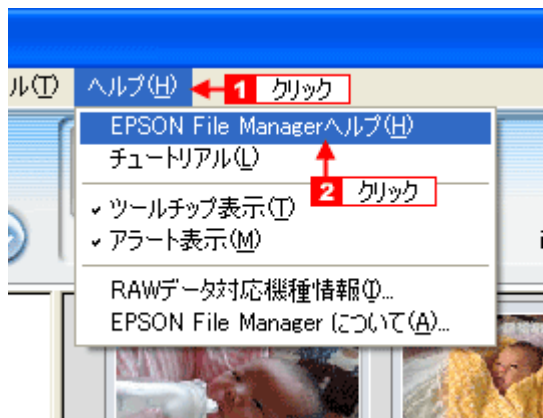 ル(T) ヘルプ(H) 1 クリック
EPSON File Managerヘルプ(H)
チュートリアル(L)
2 クリック
ツールチップ表示(T)
アラート表示(M)
RAWデータ対応機種情報(I)...
EPSON File Manager について(A)...